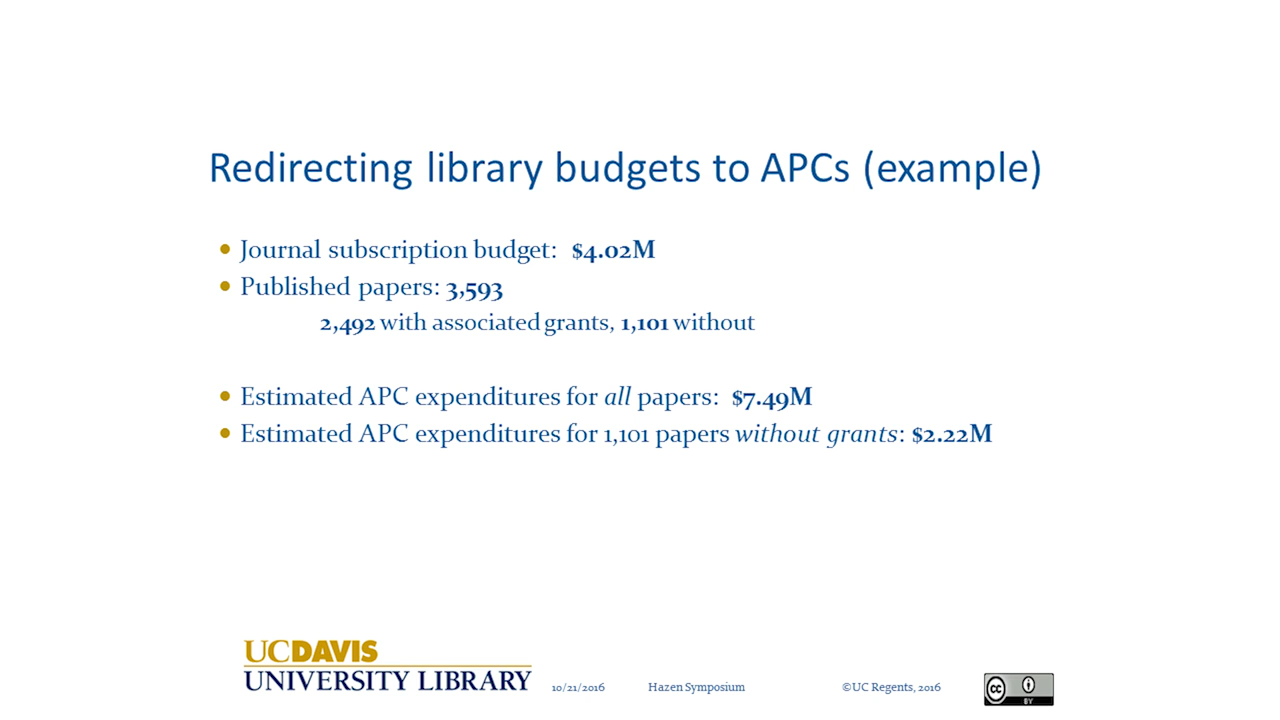 Redirecting library budgets to APCs (example)
• Journal subscription budget: $4.02M
• Published papers: 3,593
2,492 with associated grants, 1,101 without
• Estimated APC expenditures for all papers: $7.49M
• Estimated APC expenditures for 1,101 papers without grants: $2.22M
UCDAVIS
UNIVERSITY LIBRARY
10/21/2016 Hazen Symposium ©UC Regents, 2016
cc BY